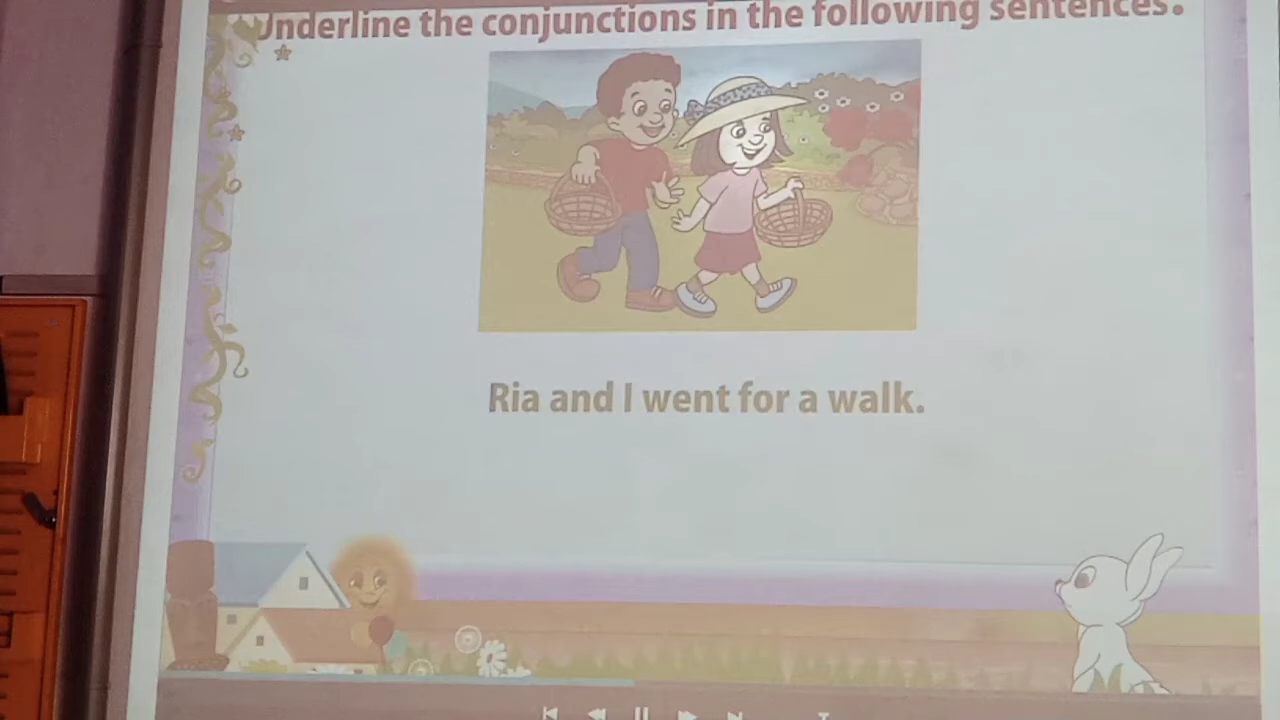 Underline the conjunctions in the following sentences.
Ria and I went for a walk.